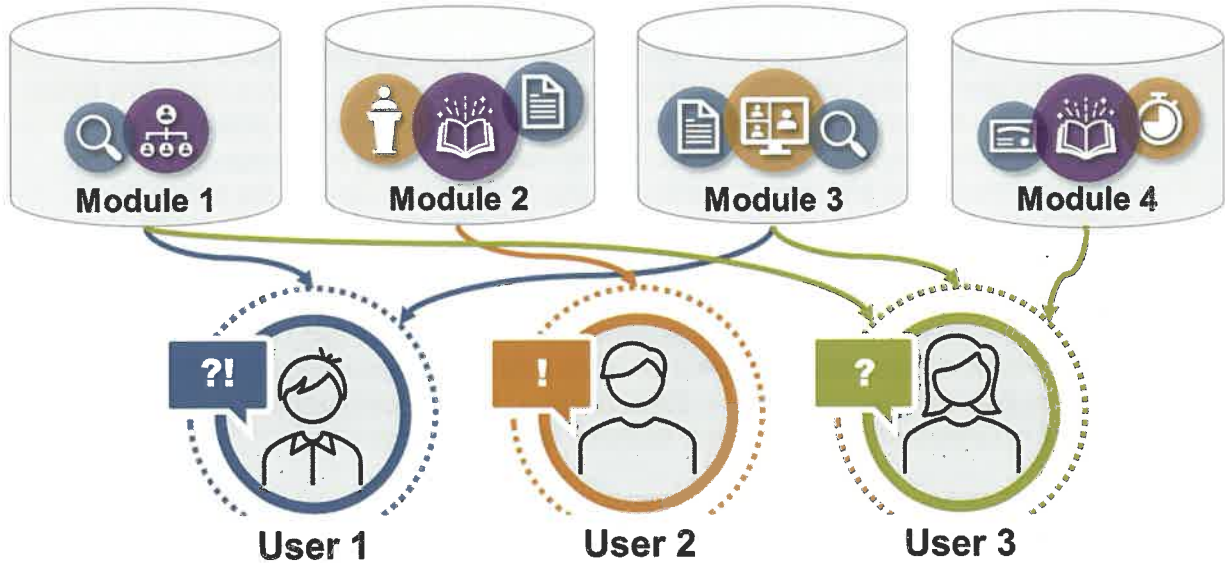 Module 1
Module 2
Module 3
Module 4
?!
!
?
User 1
User 2
User 3